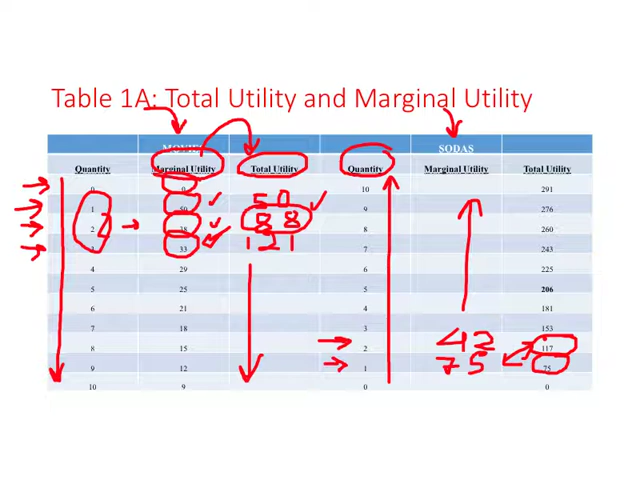 Table 1A: Total Utility and Marginal Utility
MOVIES SODAS
Quantity Marginal Utility Total Utility Quantity Marginal Utility Total Utility
0 0 10 291
1 50 50 9 276
2 38 88 8 260
3 33 121 7 243
4 29 6 225
5 25 5 206
6 21 4 181
7 18 3 153
8 15 2 42 117
9 12 1 75 75
10 9 0 0